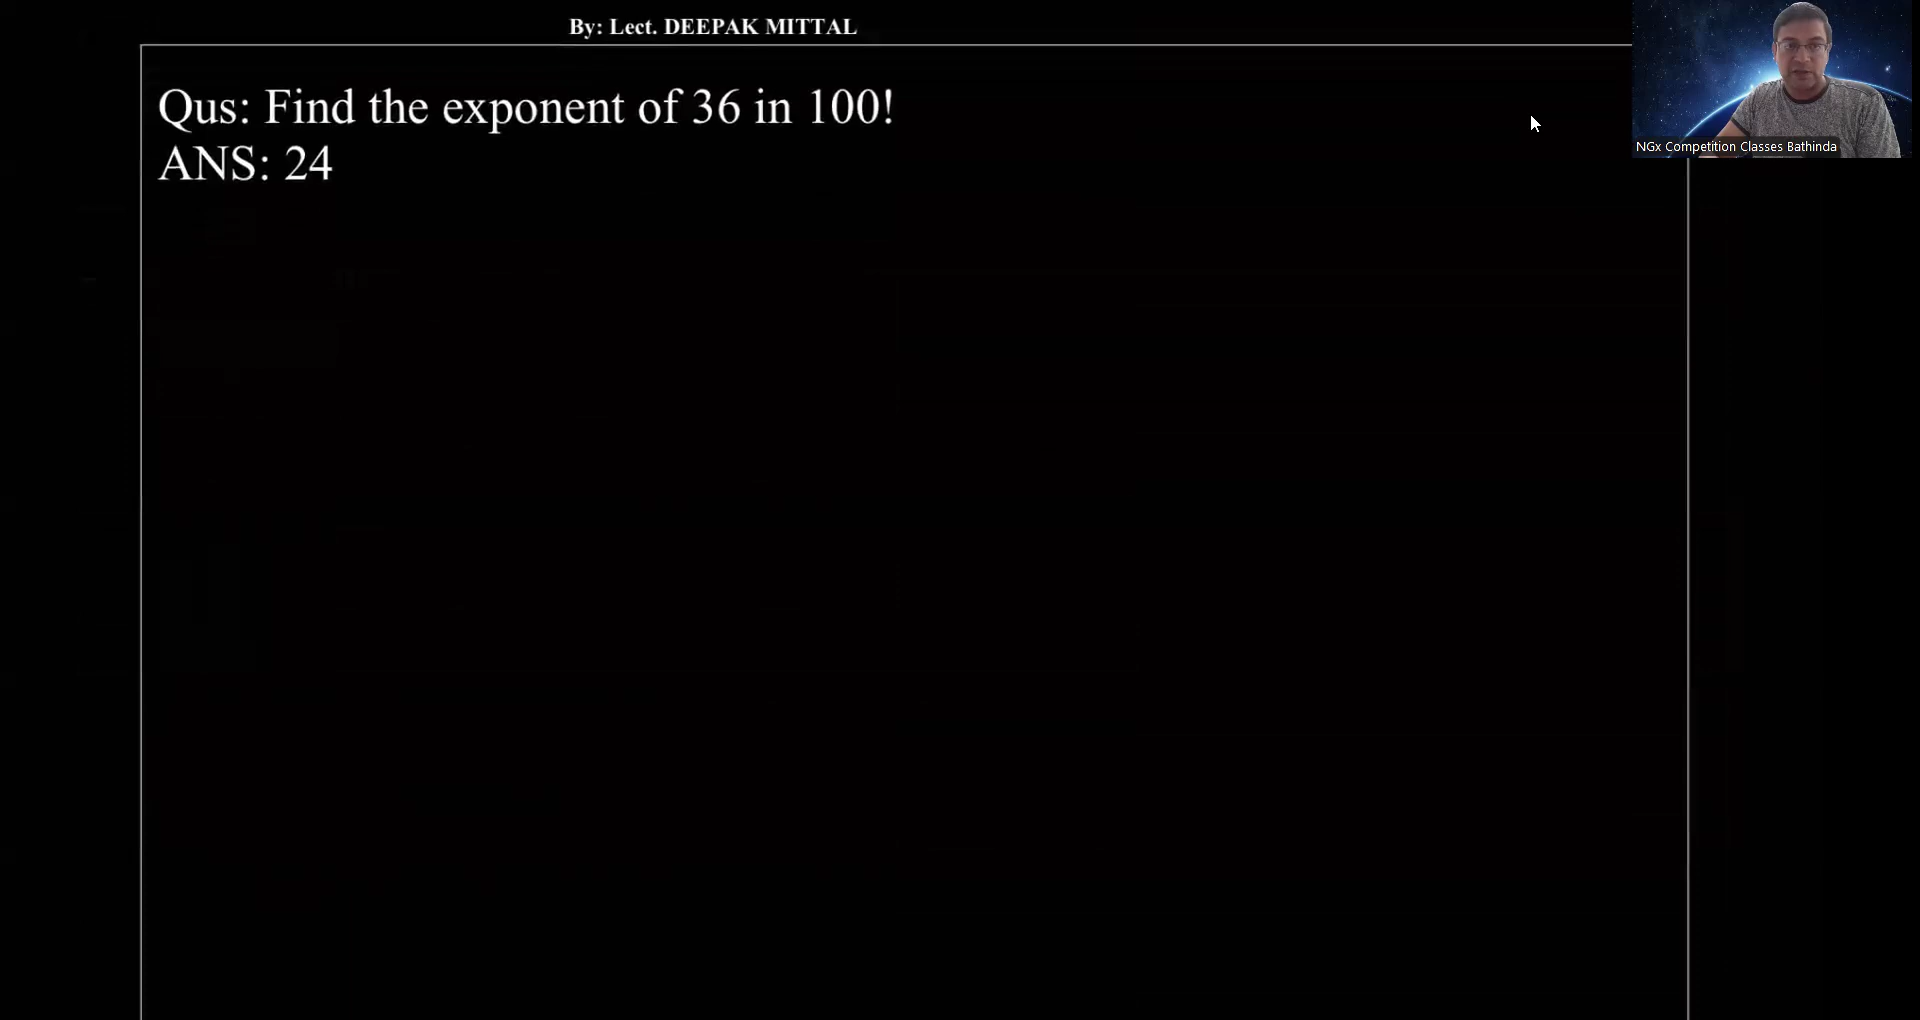 By: Lect. DEEPAK MITTAL
Qus: Find the exponent of 36 in 100!
ANS: 24
NGx Competition Classes Bathinda